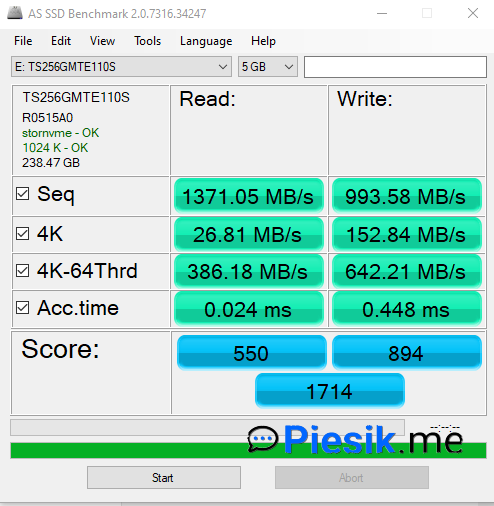 AS SSD Benchmark 2.0.7316.34247
File Edit View Tools Language Help
E: TS256GMTE110S 5 GB
TS256GMTE110S Read: Write:
R0515A0
stornvme - OK
1024 K - OK
238.47 GB
Seq 1371.05 MB/s 993.58 MB/s
4K 26.81 MB/s 152.84 MB/s
4K-64Thrd 386.18 MB/s 642.21 MB/s
Acc.time 0.024 ms 0.448 ms
Score: 550 894
1714
Piesik.me
Start Abort